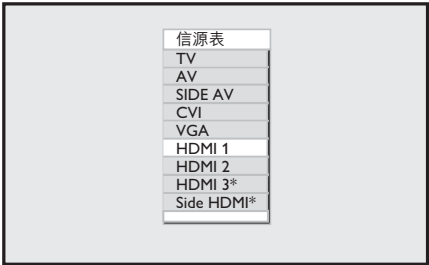 信源表
TV
AV
SIDE AV
CVI
VGA
HDMI 1
HDMI 2
HDMI 3*
Side HDMI*